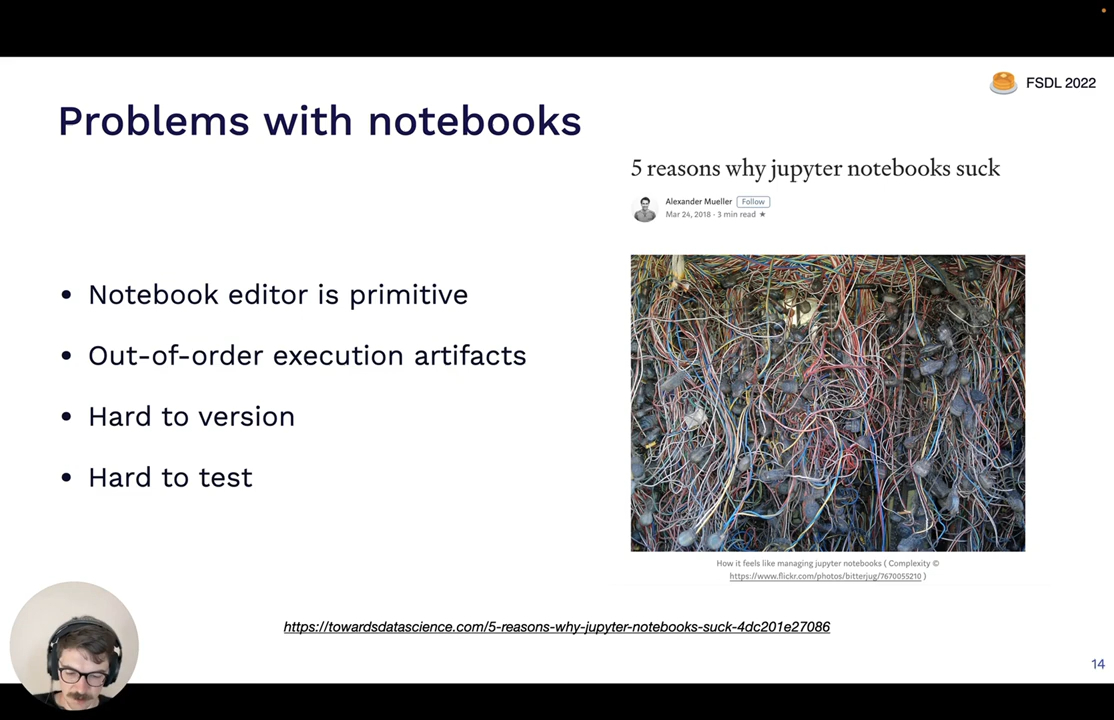 FSDL 2022
Problems with notebooks
• Notebook editor is primitive
• Out-of-order execution artifacts
• Hard to version
• Hard to test
5 reasons why jupyter notebooks suck
Alexander Mueller Follow
Mar 24, 2018 · 3 min read ★
How it feels like managing jupyter notebooks ( Complexity ©
https://www.flickr.com/photos/bitterjug/7670055210 )
https://towardsdatascience.com/5-reasons-why-jupyter-notebooks-suck-4dc201e27086
14